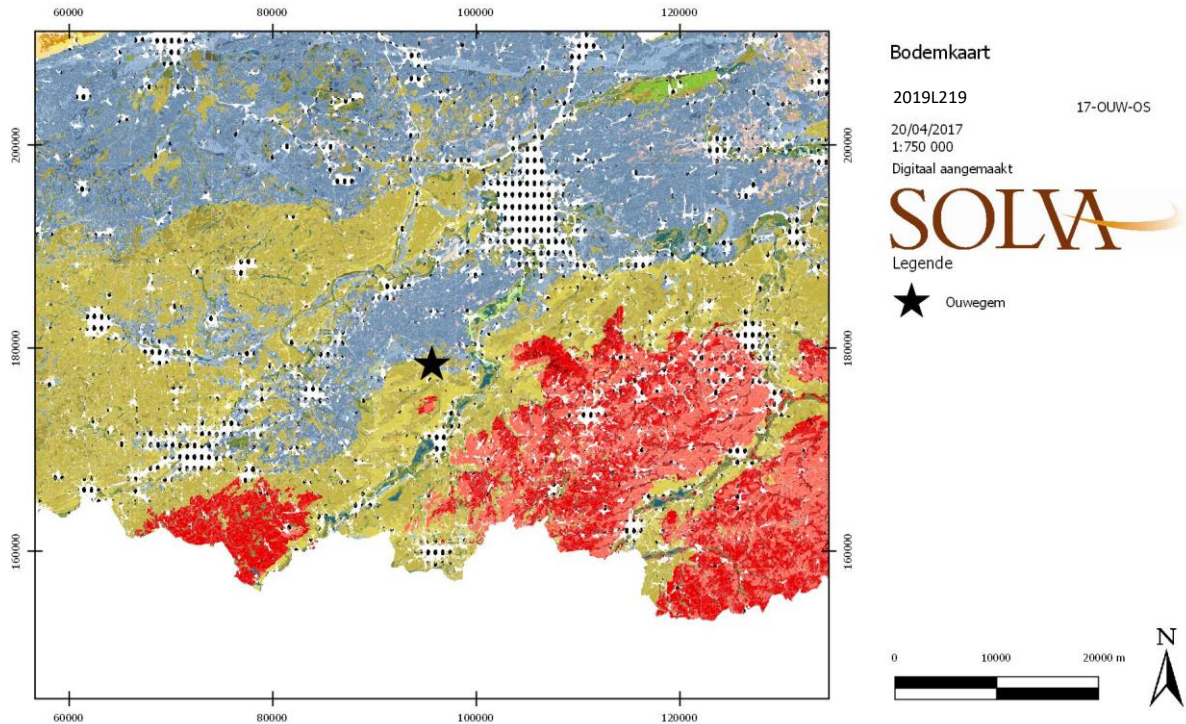 60000 80000 100000 120000
200000 200000
180000 180000
160000 160000
60000 80000 100000 120000
Bodemkaart
2019L219
17-OUW-OS
20/04/2017
1:750 000
Digitaal aangemaakt
SOLVA
Legende
Ouwegem
N
0 10000 20000 m